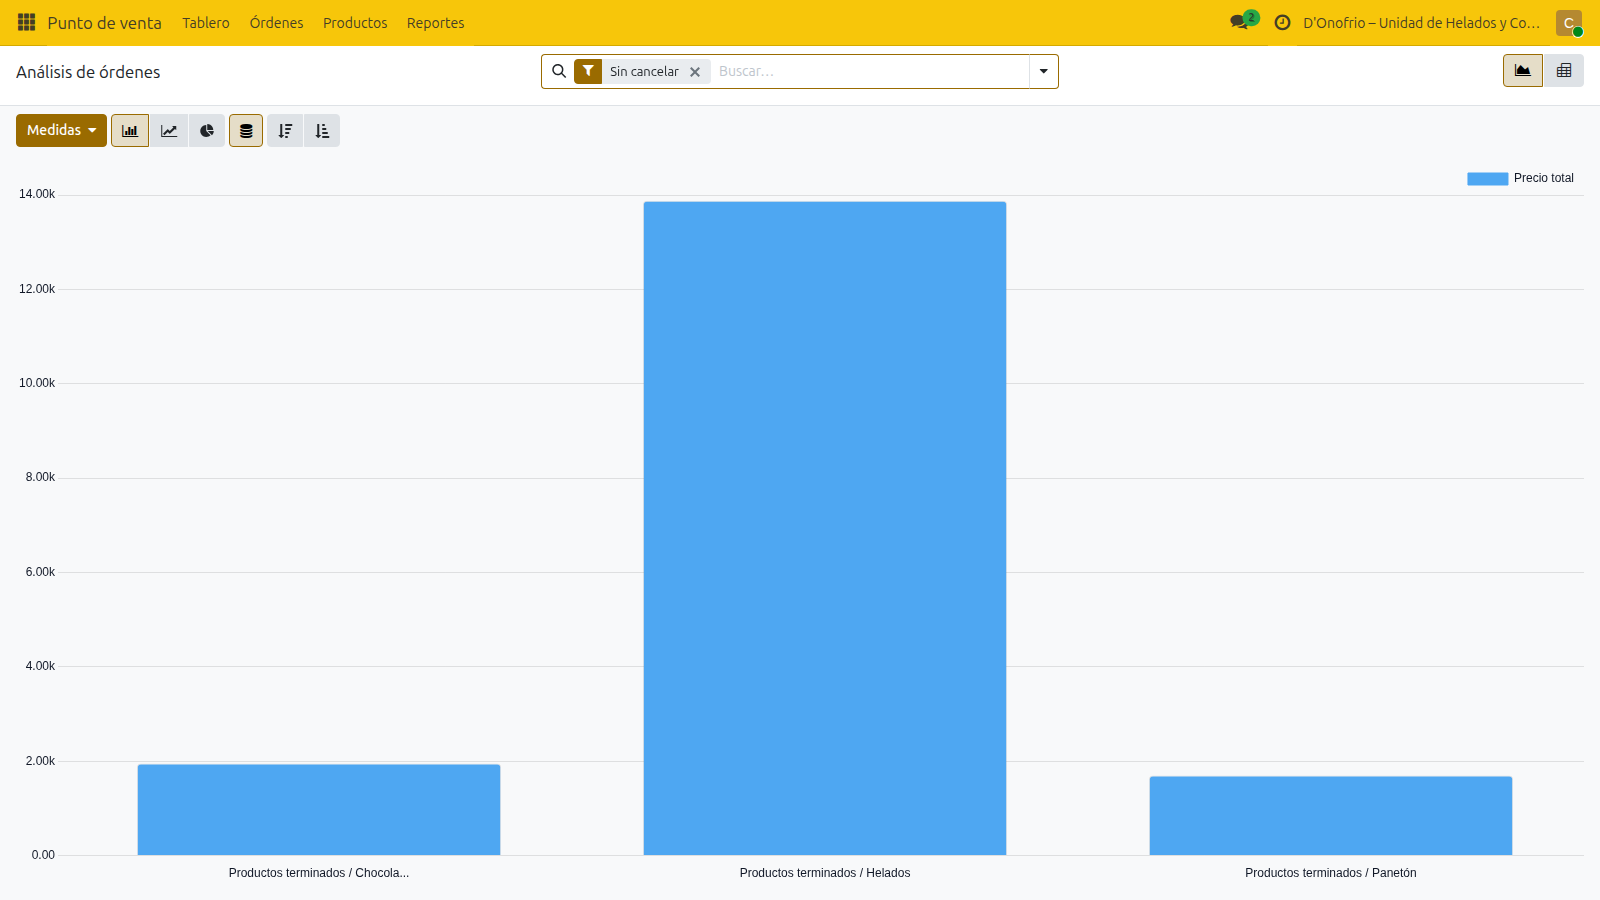 Punto de venta Tablero Órdenes Productos Reportes 2 D'Onofrio – Unidad de Helados y Co... C
Análisis de órdenes Sin cancelar Buscar...
Medidas
Precio total
14.00k
12.00k
10.00k
8.00k
6.00k
4.00k
2.00k
0.00
Productos terminados / Chocola... Productos terminados / Helados Productos terminados / Panetón